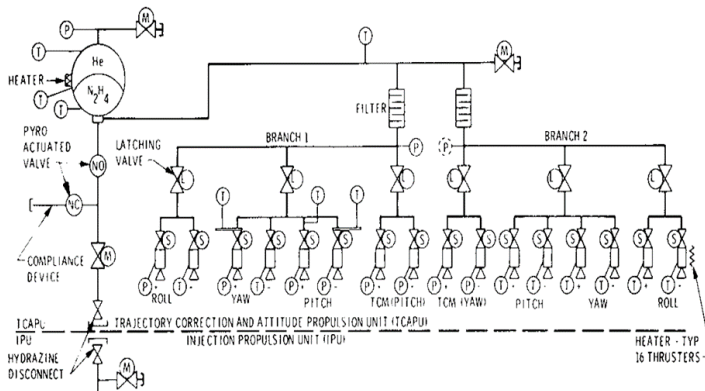 P
M
T
He
HEATER
T
N2H4
T
T
M
PYRO
ACTUATED
VALVE
NO
LATCHING
VALVE
FILTER
BRANCH 1
P
P
BRANCH 2
L
L
L
L
L
L
NC
T
T
T
COMPLIANCE
DEVICE
M
S S S S S S S S S S S S S S S S
P - T - P + P - P + P - P + T - P + P - T + T - T + T - T + T -
ROLL
YAW
PITCH
TCM (PITCH)
TCM (YAW)
PITCH
YAW
ROLL
TCAPU
TRAJECTORY CORRECTION AND ATTITUDE PROPULSION UNIT (TCAPU)
IPU
INJECTION PROPULSION UNIT (IPU)
HYDRAZINE
DISCONNECT
M
HEATER - TYP
16 THRUSTERS